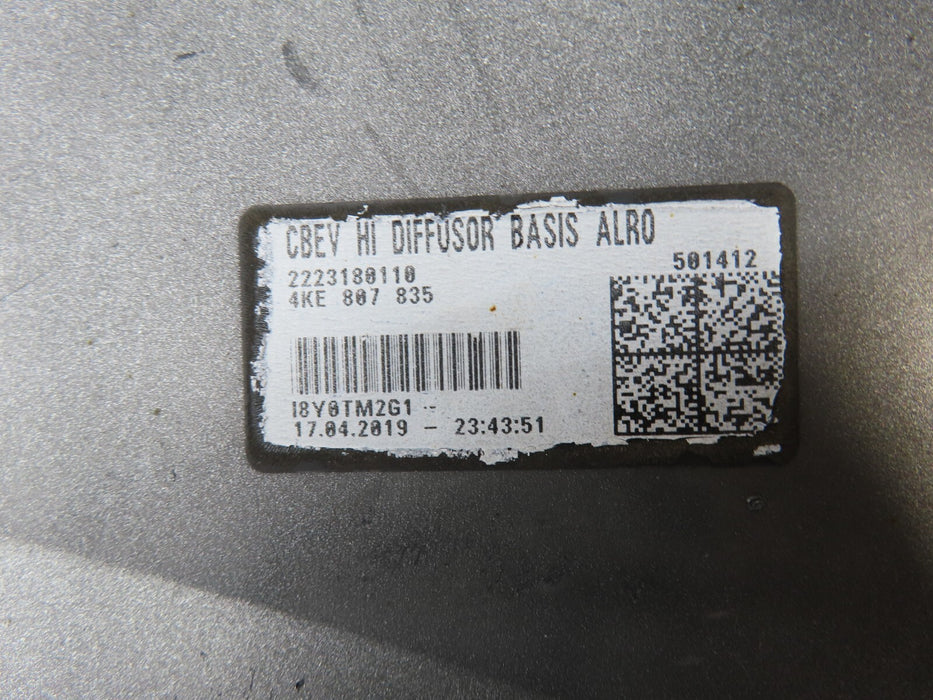 CBEV HI DIFFUSOR BASIS ALRO
501412
2223180110
4KE 807 835
I8Y0TM2G1
17.04.2019 - 23:43:51